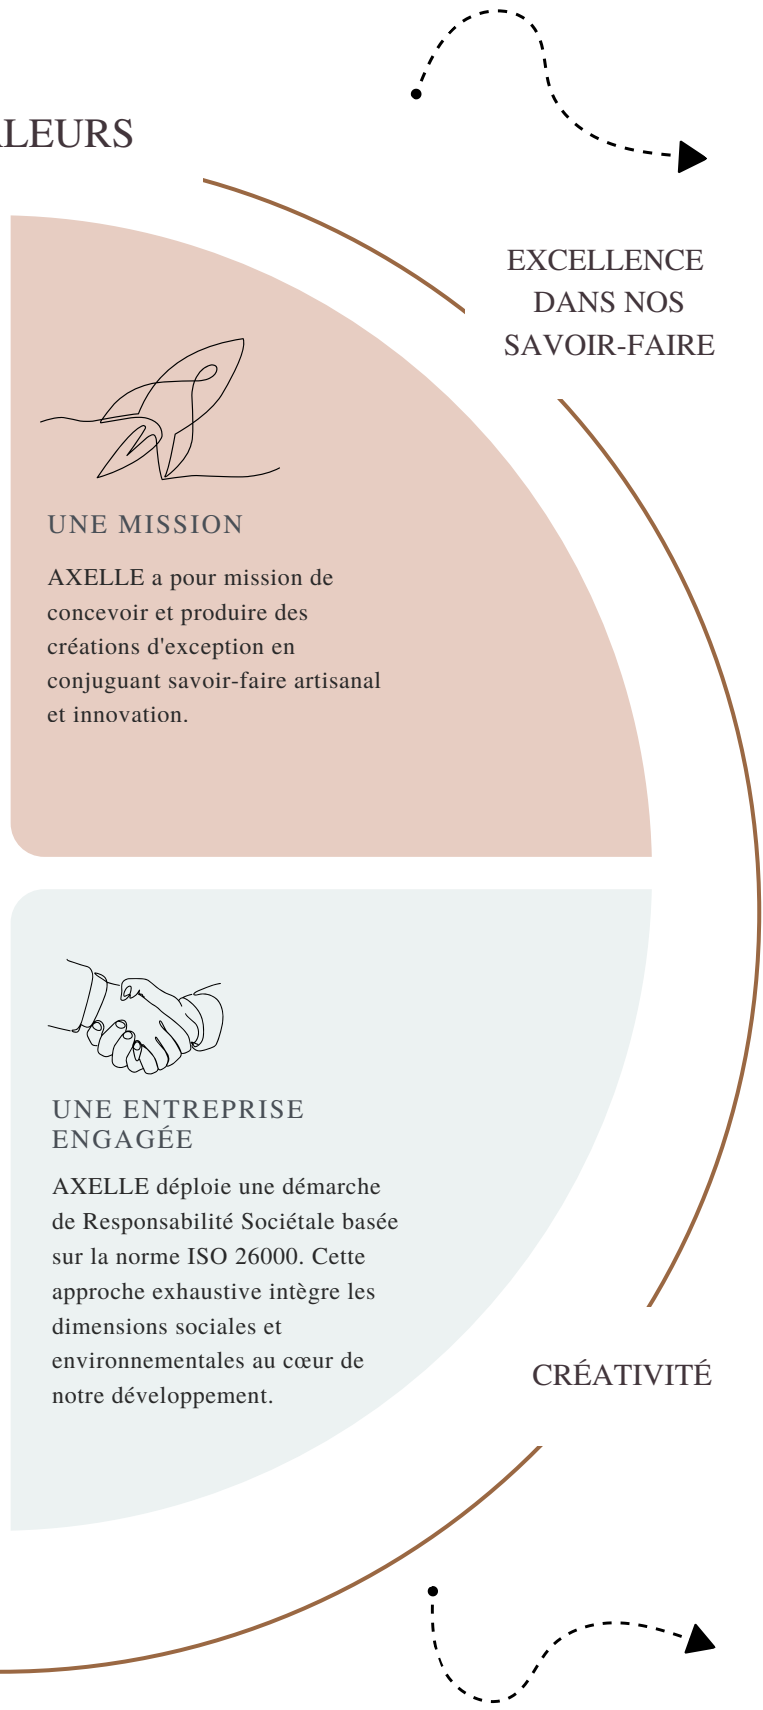 LEURS
EXCELLENCE
DANS NOS
SAVOIR-FAIRE
UNE MISSION
AXELLE a pour mission de
concevoir et produire des
créations d'exception en
conjuguant savoir-faire artisanal
et innovation.
UNE ENTREPRISE
ENGAGÉE
AXELLE déploie une démarche
de Responsabilité Sociétale basée
sur la norme ISO 26000. Cette
approche exhaustive intègre les
dimensions sociales et
environnementales au cœur de
notre développement.
CRÉATIVITÉ